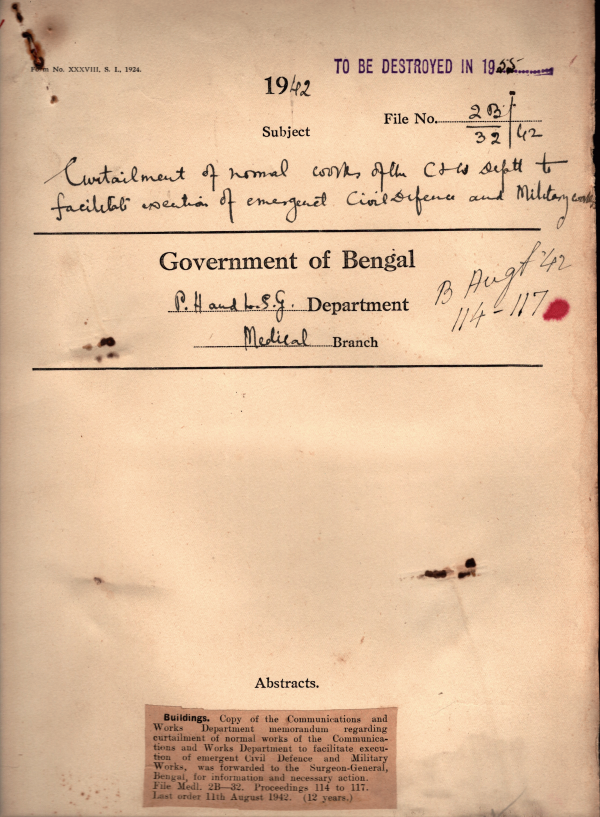 Form No. XXXVIII, S. L., 1924.
TO BE DESTROYED IN 1955
1942
File No. 2B/32/42
Subject
Curtailment of normal works of the C & W Deptt to
facilitate execution of emergent Civil Defence and Military works
Government of Bengal
P. H and L. S. G. Department
Medical Branch
B Augt '42
114-117
Abstracts.
Buildings. Copy of the Communications and
Works Department memorandum regarding
curtailment of normal works of the Communica-
tions and Works Department to facilitate execu-
tion of emergent Civil Defence and Military
Works, was forwarded to the Surgeon-General,
Bengal, for information and necessary action.
File Medl. 2B—32. Proceedings 114 to 117.
Last order 11th August 1942. (12 years.)